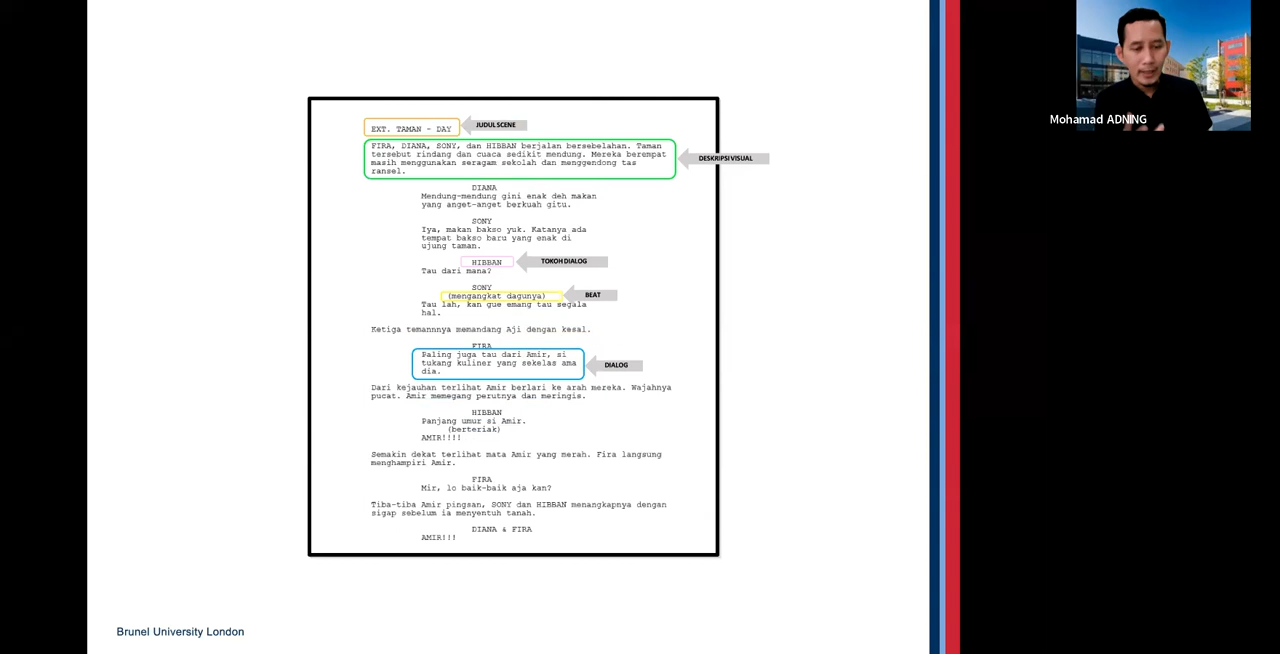 EXT. TAMAN - DAY
JUDUL SCENE
FIRA, DIANA, SONY, dan HIBBAN berjalan bersebelahan. Taman
tersebut rindang dan cuaca sedikit mendung. Mereka berempat
masih menggunakan seragam sekolah dan menggendong tas
ransel.
DESKRIPSI VISUAL
DIANA
Mendung-mendung gini enak deh makan
yang anget-anget berkuah gitu.
SONY
Iya, makan bakso yuk. Katanya ada
tempat bakso baru yang enak di
ujung taman.
HIBBAN
TOKOH DIALOG
Tau dari mana?
SONY
(mengangkat dagunya)
BEAT
Tau lah, kan gue emang tau segala
hal.
Ketiga temannnya memandang Aji dengan kesal.
FIRA
Paling juga tau dari Amir, si
tukang kuliner yang sekelas ama
dia.
DIALOG
Dari kejauhan terlihat Amir berlari ke arah mereka. Wajahnya
pucat. Amir memegang perutnya dan meringis.
HIBBAN
Panjang umur si Amir.
(berteriak)
AMIR!!!!
Semakin dekat terlihat mata Amir yang merah. Fira langsung
menghampiri Amir.
FIRA
Mir, lo baik-baik aja kan?
Tiba-tiba Amir pingsan, SONY dan HIBBAN menangkapnya dengan
sigap sebelum ia menyentuh tanah.
DIANA & FIRA
AMIR!!!
Brunel University London
Mohamad ADNING